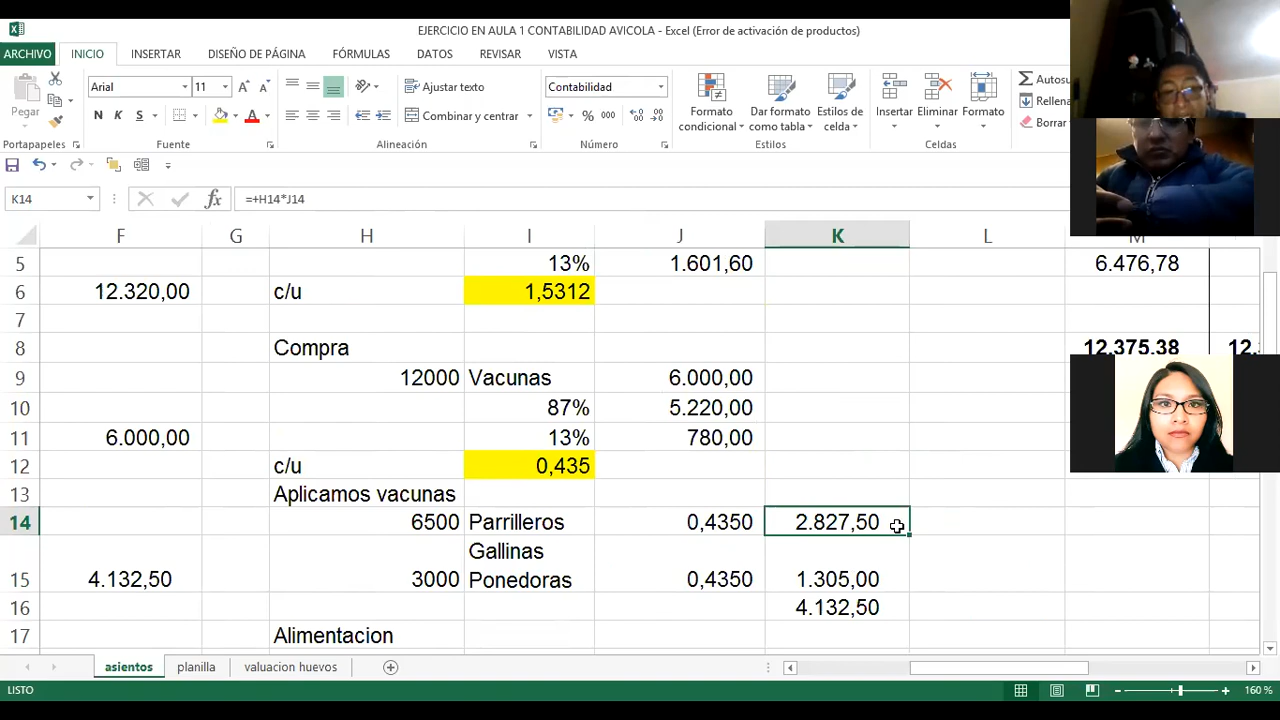 EJERCICIO EN AULA 1 CONTABILIDAD AVICOLA - Excel (Error de activación de productos)
ARCHIVO INICIO INSERTAR DISEÑO DE PÁGINA FÓRMULAS DATOS REVISAR VISTA
Arial 11 Ajustar texto Contabilidad Autosu
Pegar Combinar y centrar % 000 Formato condicional Dar formato como tabla Estilos de celda Insertar Eliminar Formato Rellena
N K S Borrar
Portapapeles Fuente Alineación Número Estilos Celdas
K14 fx =+H14*J14
F G H I J K L M
5 13% 1.601,60 6.476,78
6 12.320,00 c/u 1,5312
7
8 Compra 12.375,38 12.
9 12000 Vacunas 6.000,00
10 87% 5.220,00
11 6.000,00 13% 780,00
12 c/u 0,435
13 Aplicamos vacunas
14 6500 Parrilleros 0,4350 2.827,50
Gallinas
15 4.132,50 3000 Ponedoras 0,4350 1.305,00
16 4.132,50
17 Alimentacion
asientos planilla valuacion huevos
LISTO 160 %